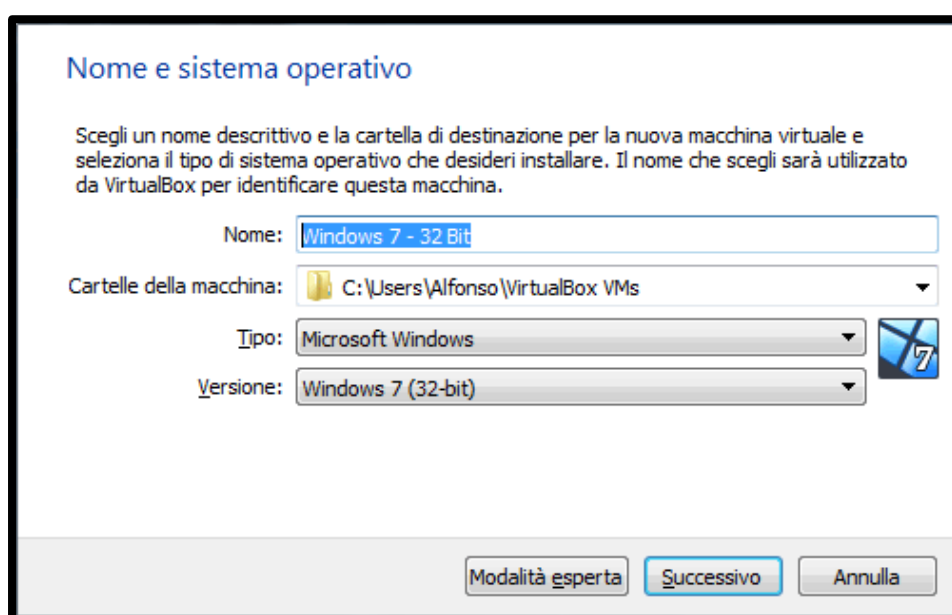 Nome e sistema operativo
Scegli un nome descrittivo e la cartella di destinazione per la nuova macchina virtuale e
seleziona il tipo di sistema operativo che desideri installare. Il nome che scegli sarà utilizzato
da VirtualBox per identificare questa macchina.
Nome: Windows 7 - 32 Bit
Cartelle della macchina: C:\Users\Alfonso\VirtualBox VMs
Tipo: Microsoft Windows
7
Versione: Windows 7 (32-bit)
Modalità esperta Successivo Annulla